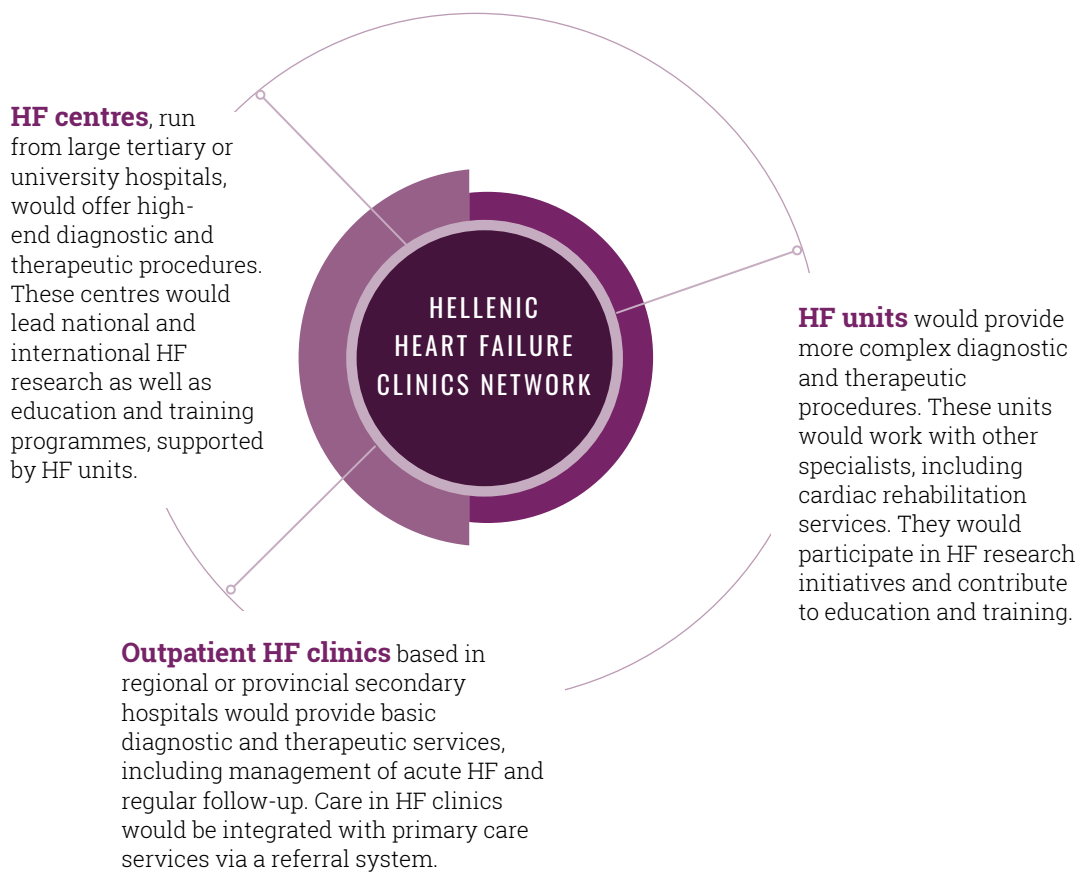 HF centres, run
from large tertiary or
university hospitals,
would offer high-
end diagnostic and
therapeutic procedures.
These centres would
lead national and
international HF
research as well as
education and training
programmes, supported
by HF units.
HELLENIC
HEART FAILURE
CLINICS NETWORK
HF units would provide
more complex diagnostic
and therapeutic
procedures. These units
would work with other
specialists, including
cardiac rehabilitation
services. They would
participate in HF research
initiatives and contribute
to education and training.
Outpatient HF clinics based in
regional or provincial secondary
hospitals would provide basic
diagnostic and therapeutic services,
including management of acute HF and
regular follow-up. Care in HF clinics
would be integrated with primary care
services via a referral system.